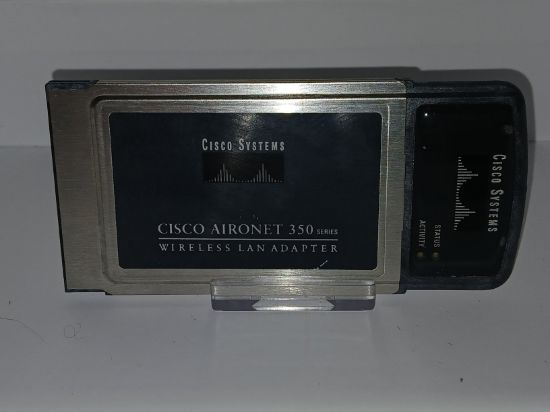 CISCO SYSTEMS
CISCO AIRONET 350 SERIES
WIRELESS LAN ADAPTER
CISCO SYSTEMS
STATUS
ACTIVITY